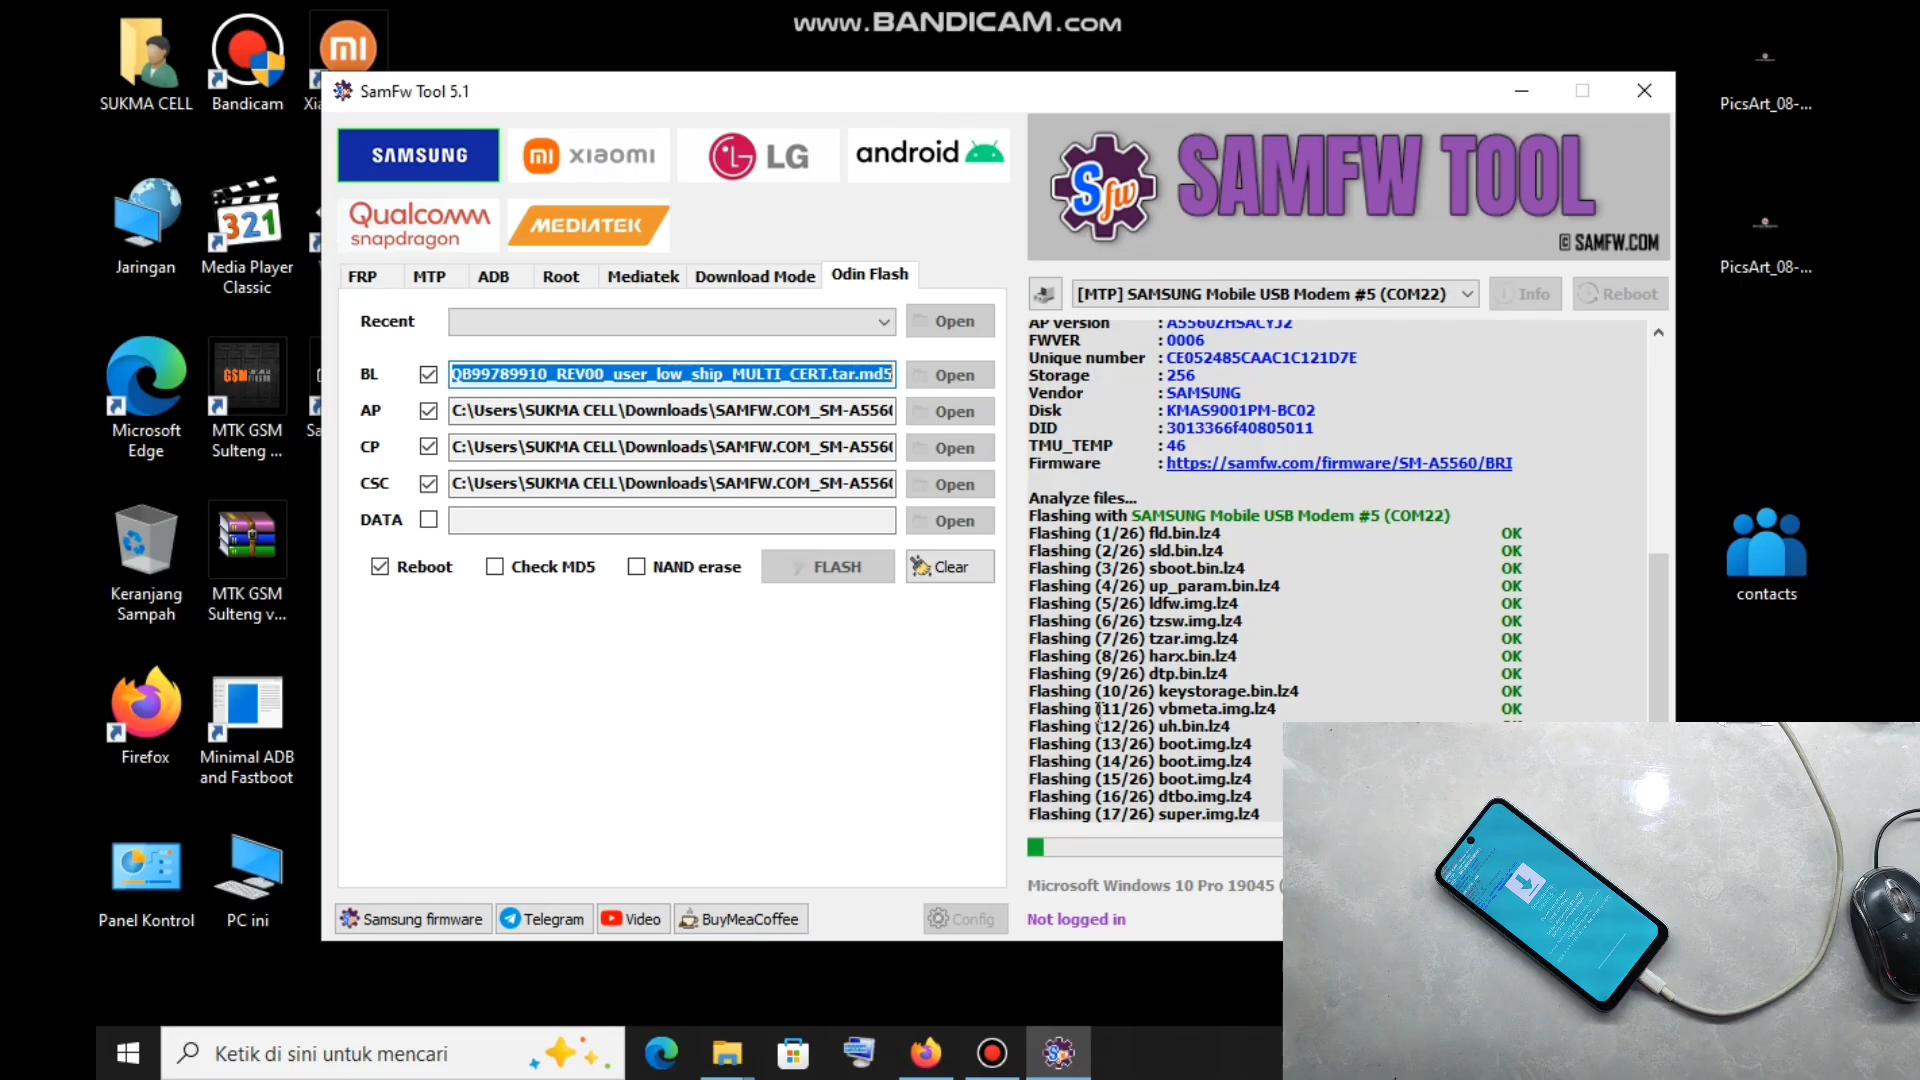 www.BANDICAM.com
SUKMA CELL
Bandicam
Jaringan
Media Player
Classic
Microsoft
Edge
MTK GSM
Sulteng ...
Keranjang
Sampah
MTK GSM
Sulteng v...
Firefox
Minimal ADB
and Fastboot
Panel Kontrol
PC ini
SamFw Tool 5.1
SAMSUNG
xiaomi
LG
android
Qualcomm
snapdragon
MEDIATEK
FRP
MTP
ADB
Root
Mediatek
Download Mode
Odin Flash
Recent
Open
BL
QB99789910_REV00_user_low_ship_MULTI_CERT.tar.md5
Open
AP
C:\Users\SUKMA CELL\Downloads\SAMFW.COM_SM-A5560
Open
CP
C:\Users\SUKMA CELL\Downloads\SAMFW.COM_SM-A5560
Open
CSC
C:\Users\SUKMA CELL\Downloads\SAMFW.COM_SM-A5560
Open
DATA
Open
Reboot
Check MD5
NAND erase
FLASH
Clear
Samsung firmware
Telegram
Video
BuyMeaCoffee
Config
Sfw
SAMFW TOOL
© SAMFW.COM
[MTP] SAMSUNG Mobile USB Modem #5 (COM22)
Info
Reboot
AP version : A5560ZHSACYJ2
FWVER : 0006
Unique number : CE052485CAAC1C121D7E
Storage : 256
Vendor : SAMSUNG
Disk : KMAS9001PM-BC02
DID : 3013366f40805011
TMU_TEMP : 46
Firmware : https://samfw.com/firmware/SM-A5560/BRI
Analyze files...
Flashing with SAMSUNG Mobile USB Modem #5 (COM22)
Flashing (1/26) fld.bin.lz4 OK
Flashing (2/26) sld.bin.lz4 OK
Flashing (3/26) sboot.bin.lz4 OK
Flashing (4/26) up_param.bin.lz4 OK
Flashing (5/26) ldfw.img.lz4 OK
Flashing (6/26) tzsw.img.lz4 OK
Flashing (7/26) tzar.img.lz4 OK
Flashing (8/26) harx.bin.lz4 OK
Flashing (9/26) dtp.bin.lz4 OK
Flashing (10/26) keystorage.bin.lz4 OK
Flashing (11/26) vbmeta.img.lz4 OK
Flashing (12/26) uh.bin.lz4
Flashing (13/26) boot.img.lz4
Flashing (14/26) boot.img.lz4
Flashing (15/26) boot.img.lz4
Flashing (16/26) dtbo.img.lz4
Flashing (17/26) super.img.lz4
Microsoft Windows 10 Pro 19045 (
Not logged in
PicsArt_08-...
PicsArt_08-...
contacts
Ketik di sini untuk mencari